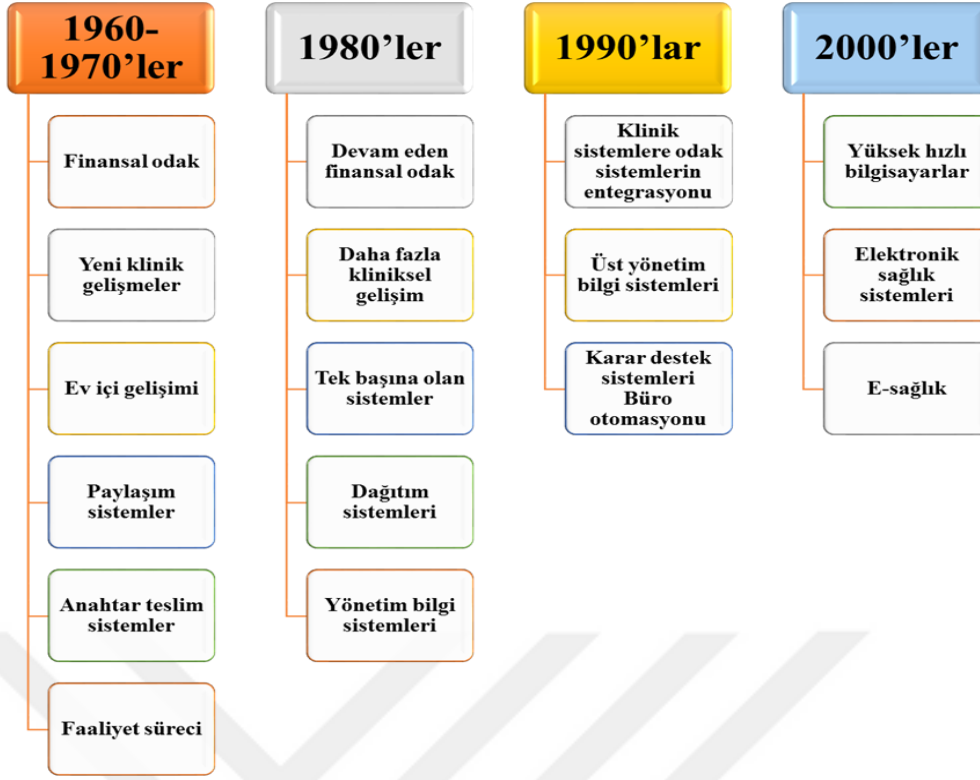 1960-
1970’ler
Finansal odak
Yeni klinik
gelişmeler
Ev içi gelişimi
Paylaşım
sistemler
Anahtar teslim
sistemler
Faaliyet süreci
1980’ler
Devam eden
finansal odak
Daha fazla
kliniksel
gelişim
Tek başına olan
sistemler
Dağıtım
sistemleri
Yönetim bilgi
sistemleri
1990’lar
Klinik
sistemlere odak
sistemlerin
entegrasyonu
Üst yönetim
bilgi sistemleri
Karar destek
sistemleri
Büro
otomasyonu
2000’ler
Yüksek hızlı
bilgisayarlar
Elektronik
sağlık
sistemleri
E-sağlık